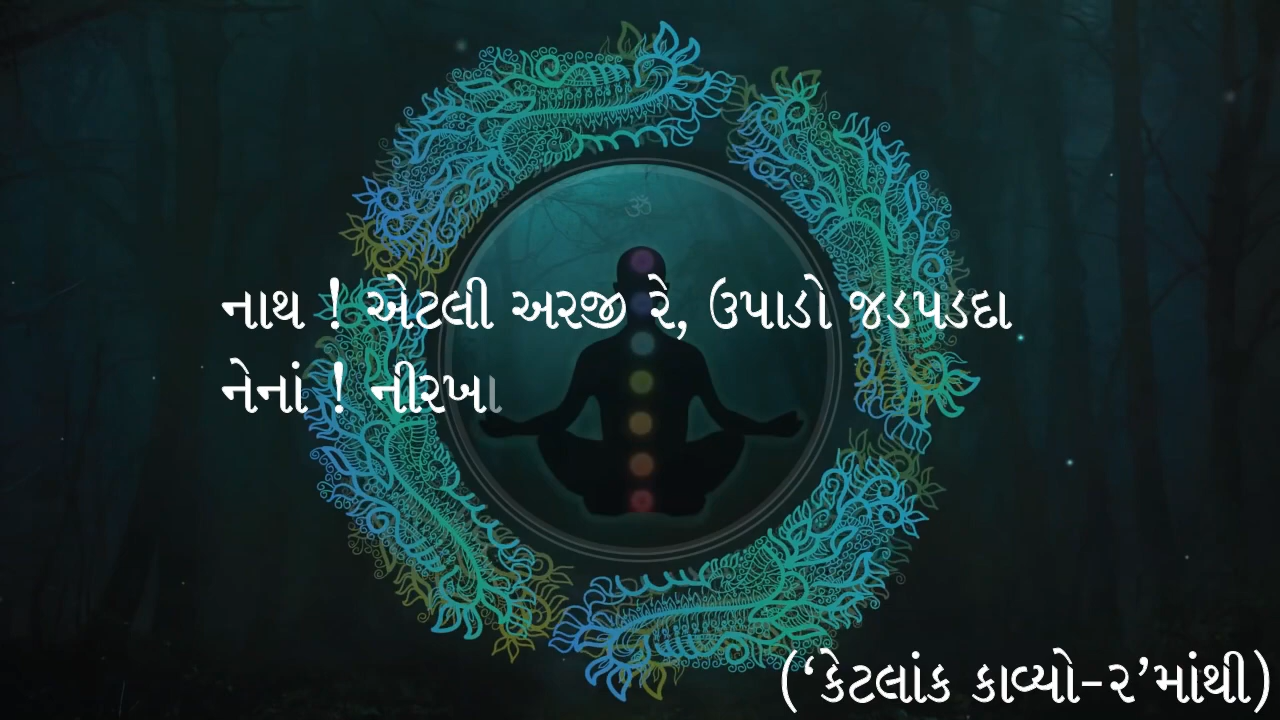 નાથ ! એટલી અરજી રે, ઉપાડો જડપડદા
નેનાં ! નીરખા
(‘કેટલાંક કાવ્યો-૨’માંથી)
ૐ